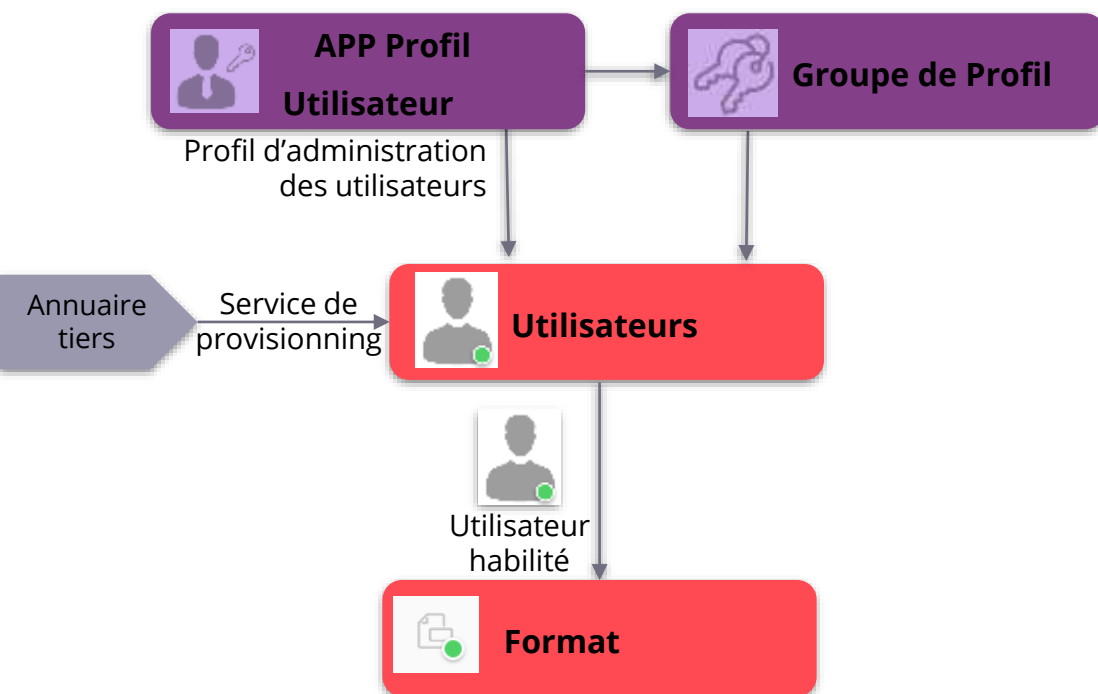 APP Profil
Utilisateur
Groupe de Profil
Profil d'administration
des utilisateurs
Annuaire
tiers
Service de
provisionning
Utilisateurs
Utilisateur
habilité
Format